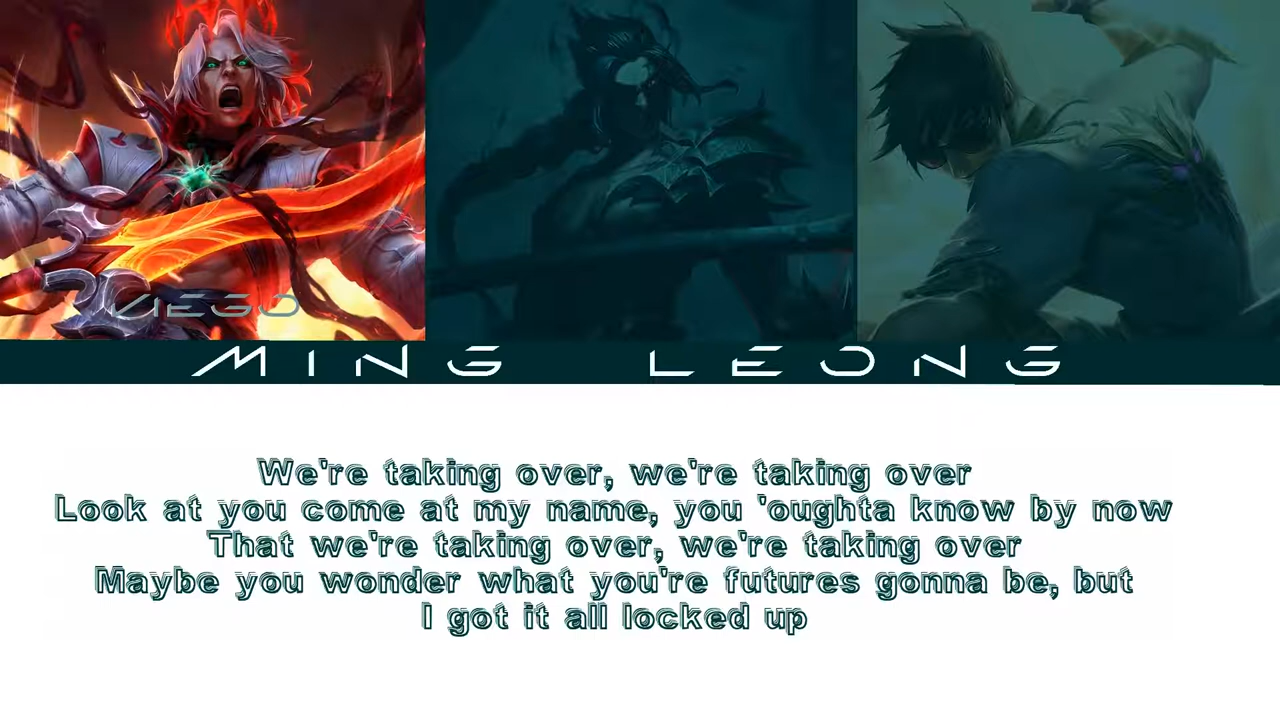 VIEGO
MING LEONG
We're taking over, we're taking over
Look at you come at my name, you 'oughta know by now
That we're taking over, we're taking over
Maybe you wonder what you're futures gonna be, but
I got it all locked up